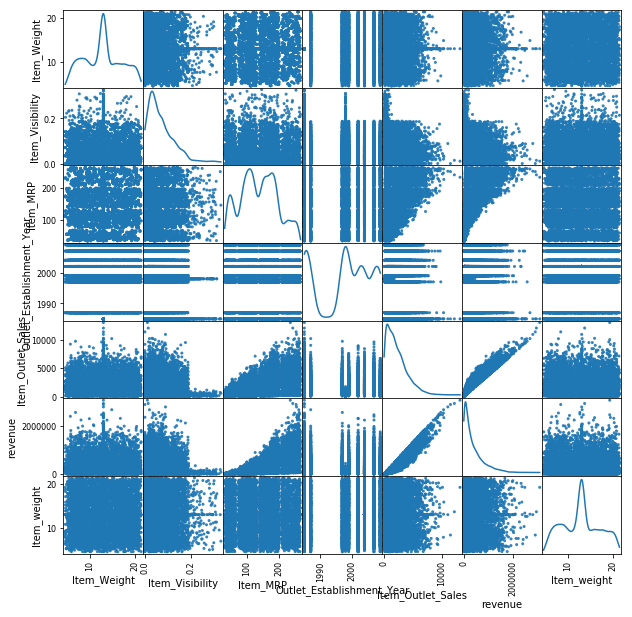 Item_Weight
20
10
Item_Visibility
0.2
0.0
Item_MRP
200
100
Outlet_Establishment_Year
2000
1990
Item_Outlet_Sales
10000
5000
0
revenue
2000000
0
Item_weight
10
10
20
0.0
0.2
100
200
1990
2000
0
10000
0
2000000
10
20
Item_Weight
Item_Visibility
Item_MRP
Outlet_Establishment_Year
Item_Outlet_Sales
revenue
Item_weight